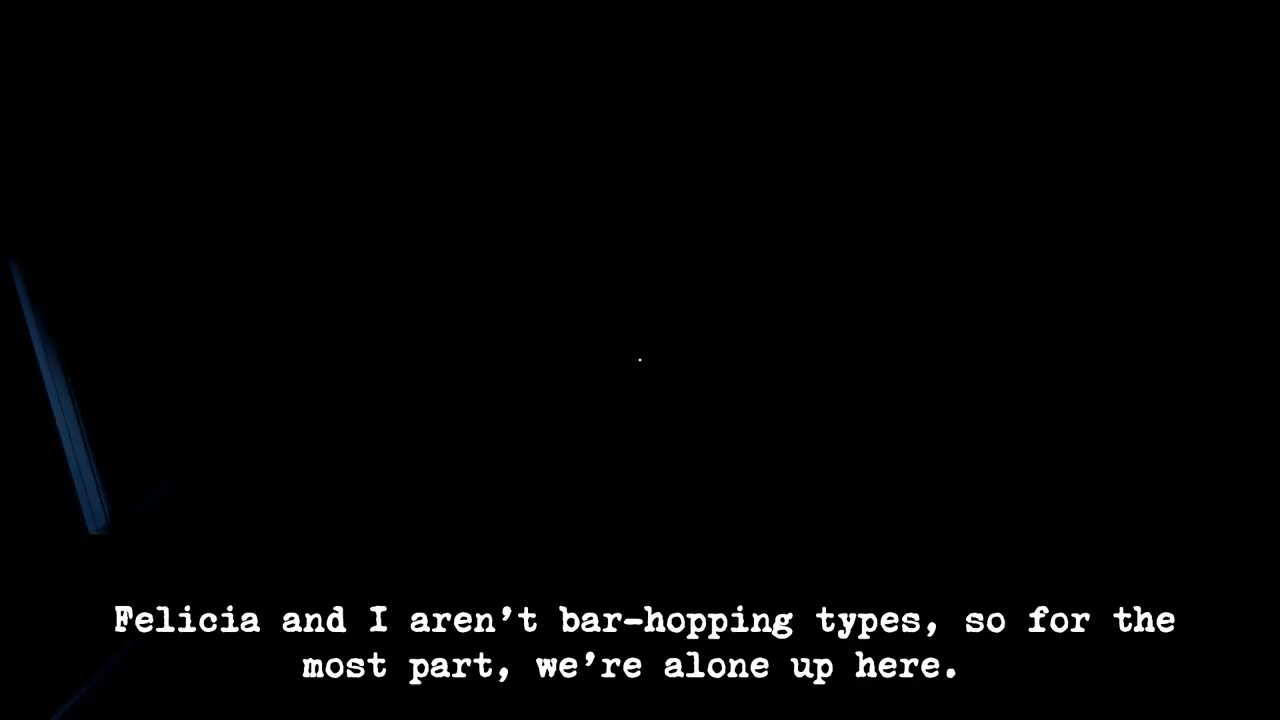 Felicia and I aren't bar-hopping types, so for the
most part, we're alone up here.